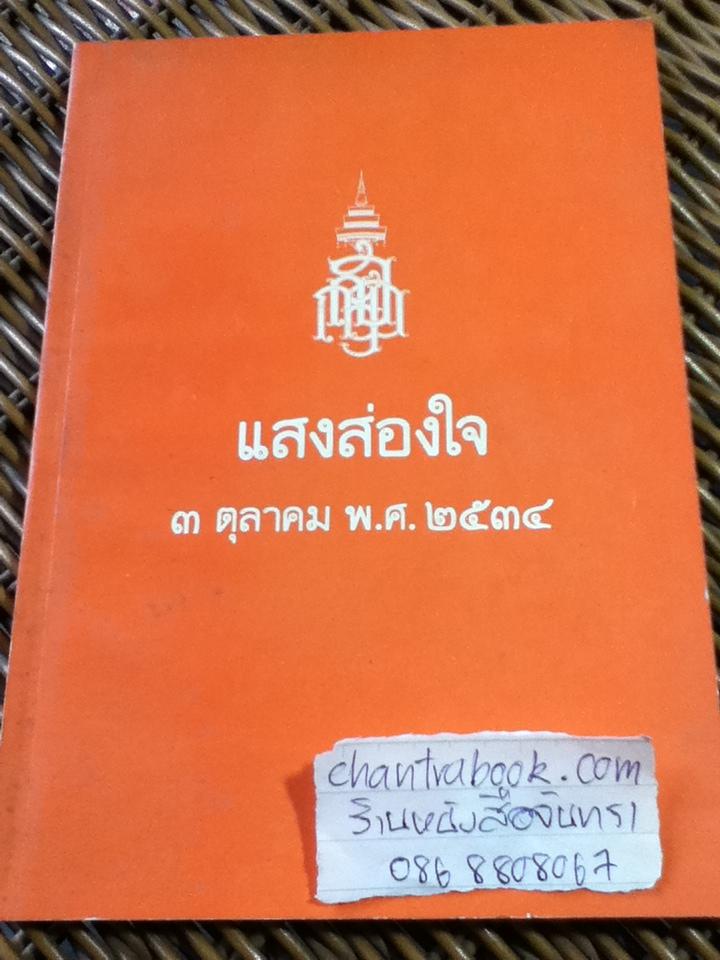 แสงส่องใจ
๓ ตุลาคม พ.ศ. ๒๕๓๔
chantrabook.com
ร้านหนังสือจันทรา
086 8808067